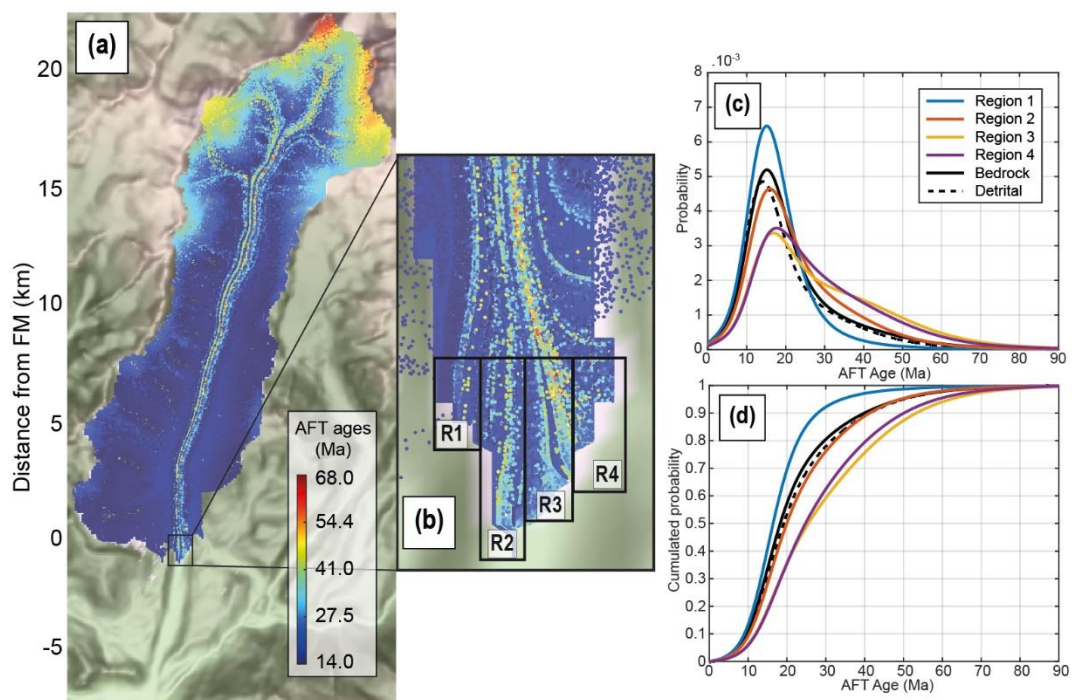 (a)
Distance from FM (km)
20
15
10
5
0
-5
AFT ages
(Ma)
68.0
54.4
41.0
27.5
14.0
R1
R2
R3
R4
(b)
.10-3
(c)
Probability
8
7
6
5
4
3
2
1
0
0 10 20 30 40 50 60 70 80 90
AFT Age (Ma)
Region 1
Region 2
Region 3
Region 4
Bedrock
Detrital
(d)
Cumulated probability
1
0.9
0.8
0.7
0.6
0.5
0.4
0.3
0.2
0.1
0
0 10 20 30 40 50 60 70 80 90
AFT Age (Ma)